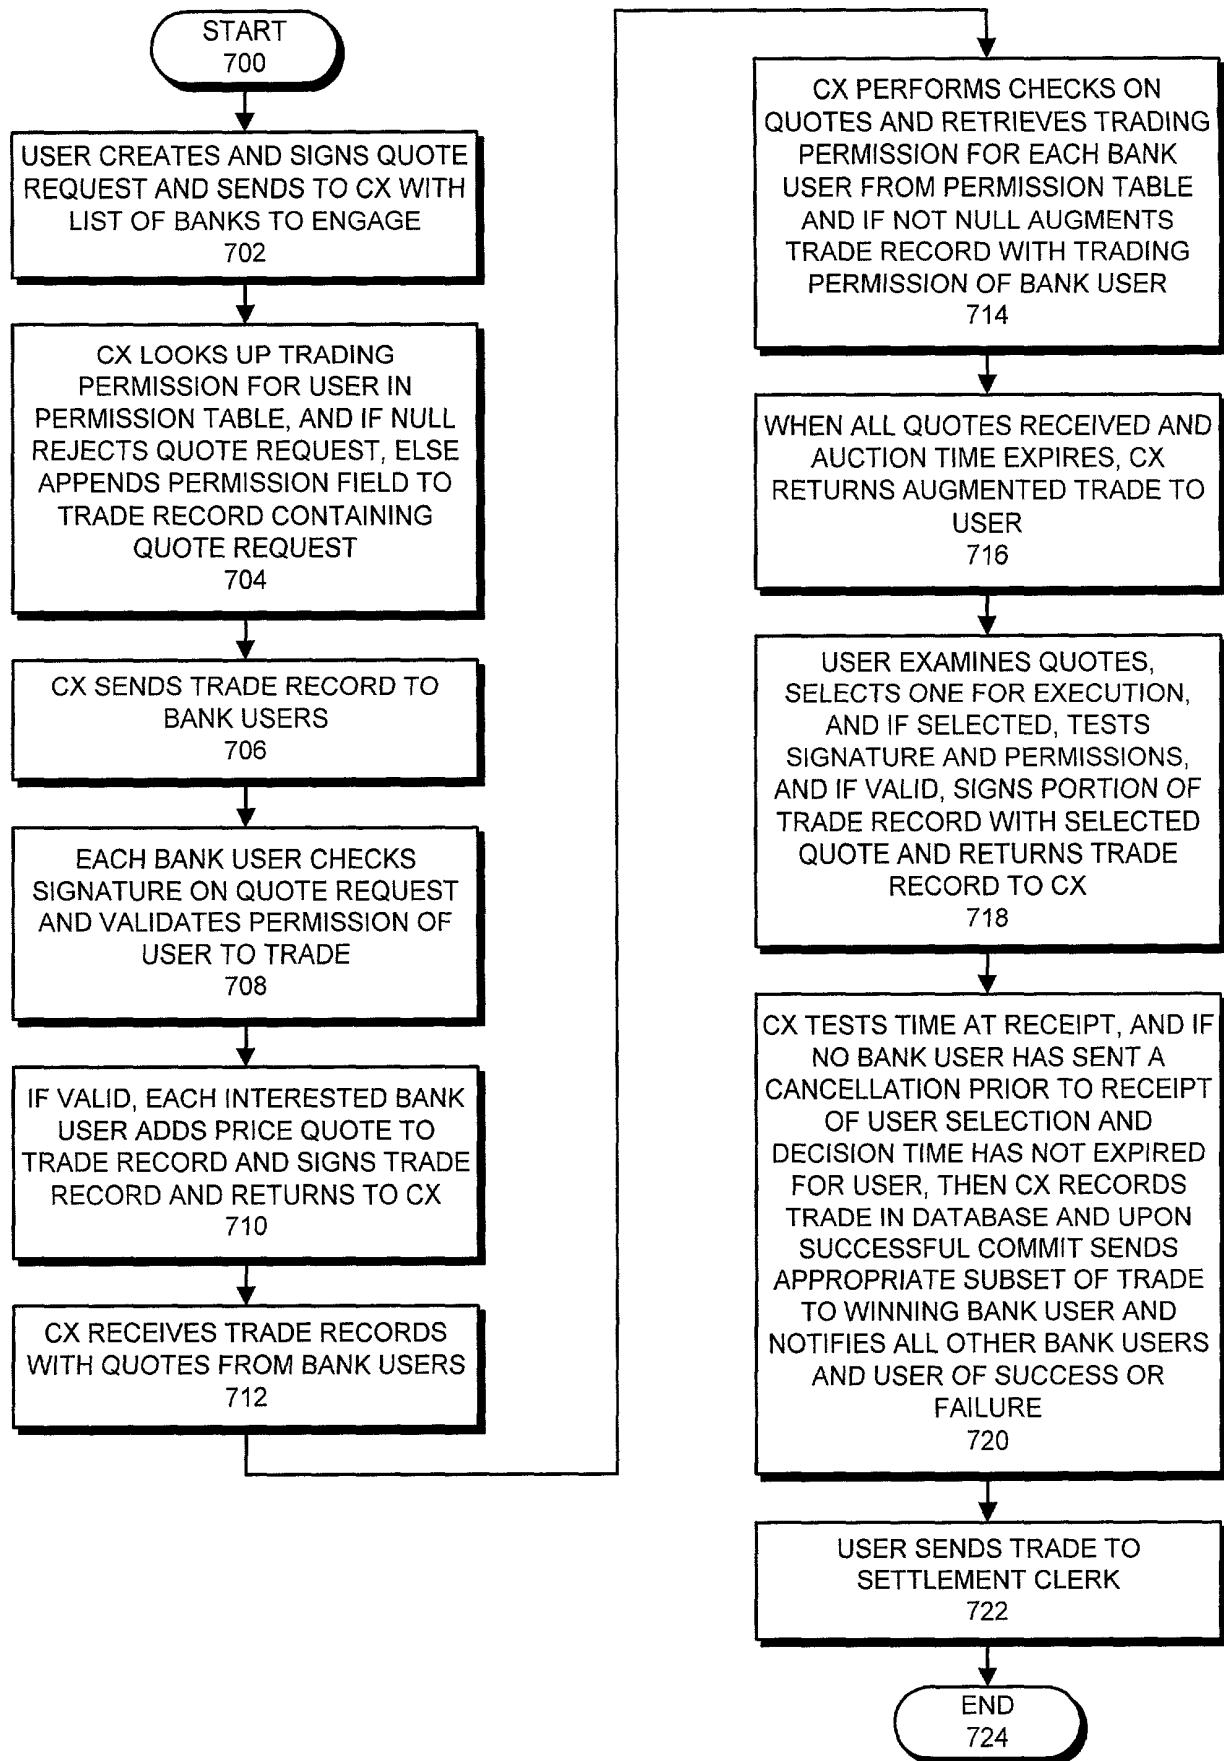 START
700
USER CREATES AND SIGNS QUOTE
REQUEST AND SENDS TO CX WITH
LIST OF BANKS TO ENGAGE
702
CX LOOKS UP TRADING
PERMISSION FOR USER IN
PERMISSION TABLE, AND IF NULL
REJECTS QUOTE REQUEST, ELSE
APPENDS PERMISSION FIELD TO
TRADE RECORD CONTAINING
QUOTE REQUEST
704
CX SENDS TRADE RECORD TO
BANK USERS
706
EACH BANK USER CHECKS
SIGNATURE ON QUOTE REQUEST
AND VALIDATES PERMISSION OF
USER TO TRADE
708
IF VALID, EACH INTERESTED BANK
USER ADDS PRICE QUOTE TO
TRADE RECORD AND SIGNS TRADE
RECORD AND RETURNS TO CX
710
CX RECEIVES TRADE RECORDS
WITH QUOTES FROM BANK USERS
712
CX PERFORMS CHECKS ON
QUOTES AND RETRIEVES TRADING
PERMISSION FOR EACH BANK
USER FROM PERMISSION TABLE
AND IF NOT NULL AUGMENTS
TRADE RECORD WITH TRADING
PERMISSION OF BANK USER
714
WHEN ALL QUOTES RECEIVED AND
AUCTION TIME EXPIRES, CX
RETURNS AUGMENTED TRADE TO
USER
716
USER EXAMINES QUOTES,
SELECTS ONE FOR EXECUTION,
AND IF SELECTED, TESTS
SIGNATURE AND PERMISSIONS,
AND IF VALID, SIGNS PORTION OF
TRADE RECORD WITH SELECTED
QUOTE AND RETURNS TRADE
RECORD TO CX
718
CX TESTS TIME AT RECEIPT, AND IF
NO BANK USER HAS SENT A
CANCELLATION PRIOR TO RECEIPT
OF USER SELECTION AND
DECISION TIME HAS NOT EXPIRED
FOR USER, THEN CX RECORDS
TRADE IN DATABASE AND UPON
SUCCESSFUL COMMIT SENDS
APPROPRIATE SUBSET OF TRADE
TO WINNING BANK USER AND
NOTIFIES ALL OTHER BANK USERS
AND USER OF SUCCESS OR
FAILURE
720
USER SENDS TRADE TO
SETTLEMENT CLERK
722
END
724